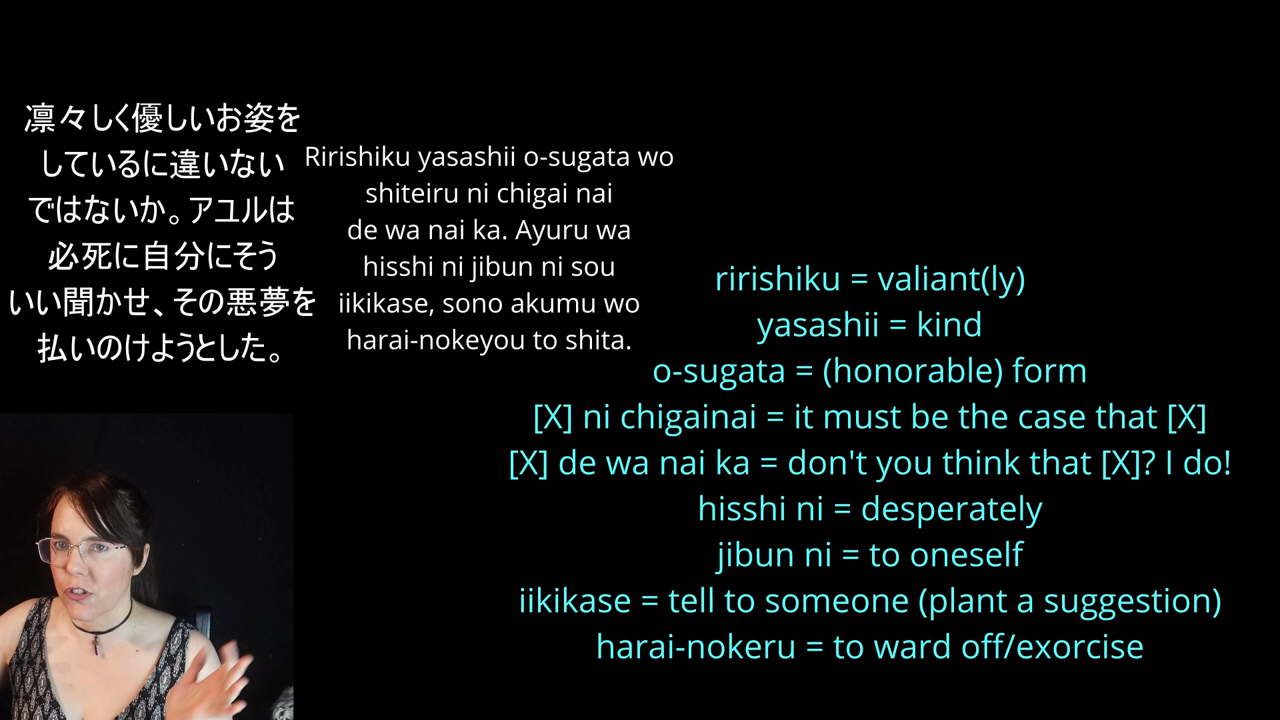 凛々しく優しいお姿を
しているに違いない
ではないか。アユルは
必死に自分にそう
いい聞かせ、その悪夢を
払いのけようとした。
Ririshiku yasashii o-sugata wo
shiteiru ni chigai nai
de wa nai ka. Ayuru wa
hisshi ni jibun ni sou
iikikase, sono akumu wo
harai-nokeyou to shita.
ririshiku = valiant(ly)
yasashii = kind
o-sugata = (honorable) form
[X] ni chigainai = it must be the case that [X]
[X] de wa nai ka = don't you think that [X]? I do!
hisshi ni = desperately
jibun ni = to oneself
iikikase = tell to someone (plant a suggestion)
harai-nokeru = to ward off/exorcise